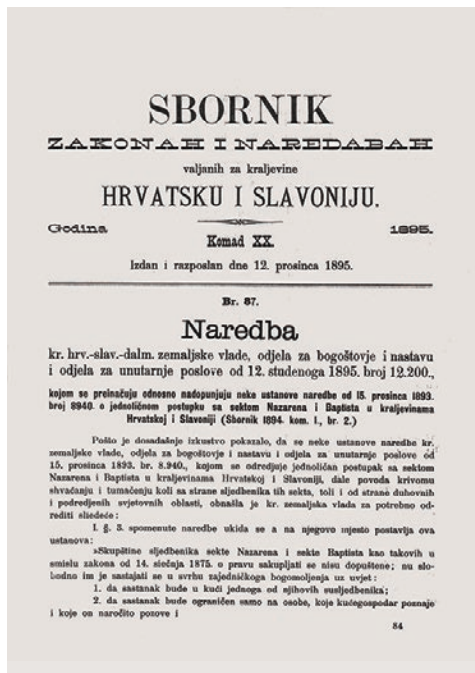 SBORNIK
ZAKONAH I NAREDABAH
valjanih za kraljevine
HRVATSKU I SLAVONIJU.
Godina 1895.
Komad XX.
Izdan i razposlan dne 12. prosinca 1895.
Br. 87.
Naredba
kr. hrv.-slav.-dalm. zemaljske vlade, odjela za bogoštovje i nastavu
i odjela za unutarnje poslove od 12. studenoga 1895. broj 12.200.,
kojom se preinačuju odnosno nadopunjuju neke ustanove naredbe od 15. prosinca 1893.
broj 8940. o jednoličnom postupku sa sektom Nazarena i Baptista u kraljevinama
Hrvatskoj i Slavoniji (Sbornik 1894. kom. I., br. 2.)
Pošto je dosadašnje izkustvo pokazalo, da se neke ustanove naredbe kr.
zemaljske vlade, odjela za bogoštovje i nastavu i odjela za unutarnje poslove od
15. prosinca 1893. br. 8.940., kojom se odredjuje jednoličan postupak sa sektom
Nazarena i Baptista u kraljevinama Hrvatskoj i Slavoniji, dale povoda krivomu
shvaćanju i tumačenju koli sa strane sljedbenika tih sekta, toli i od strane duhovnih
i podredjenih svjetovnih oblasti, obnašla je kr. zemaljska vlada za potrebno od-
rediti sliedeće:
I. §. 3. spomenute naredbe ukida se a na njegovo mjesto postavlja ova
ustanova:
»Skupštine sljedbenika sekte Nazarena i sekte Baptista kao takovih u
smislu zakona od 14. siečnja 1875. o pravu sakupljati se nisu dopuštene; nu slo-
bodno im je sastajati se u svrhu zajedničkoga bogomoljenja uz uvjet:
1. da sastanak bude u kući jednoga od njihovih susljedbenika;
2. da sastanak bude ograničen samo na osobe, koje kućegospodar poznaje
i koje on naročito pozove i
84